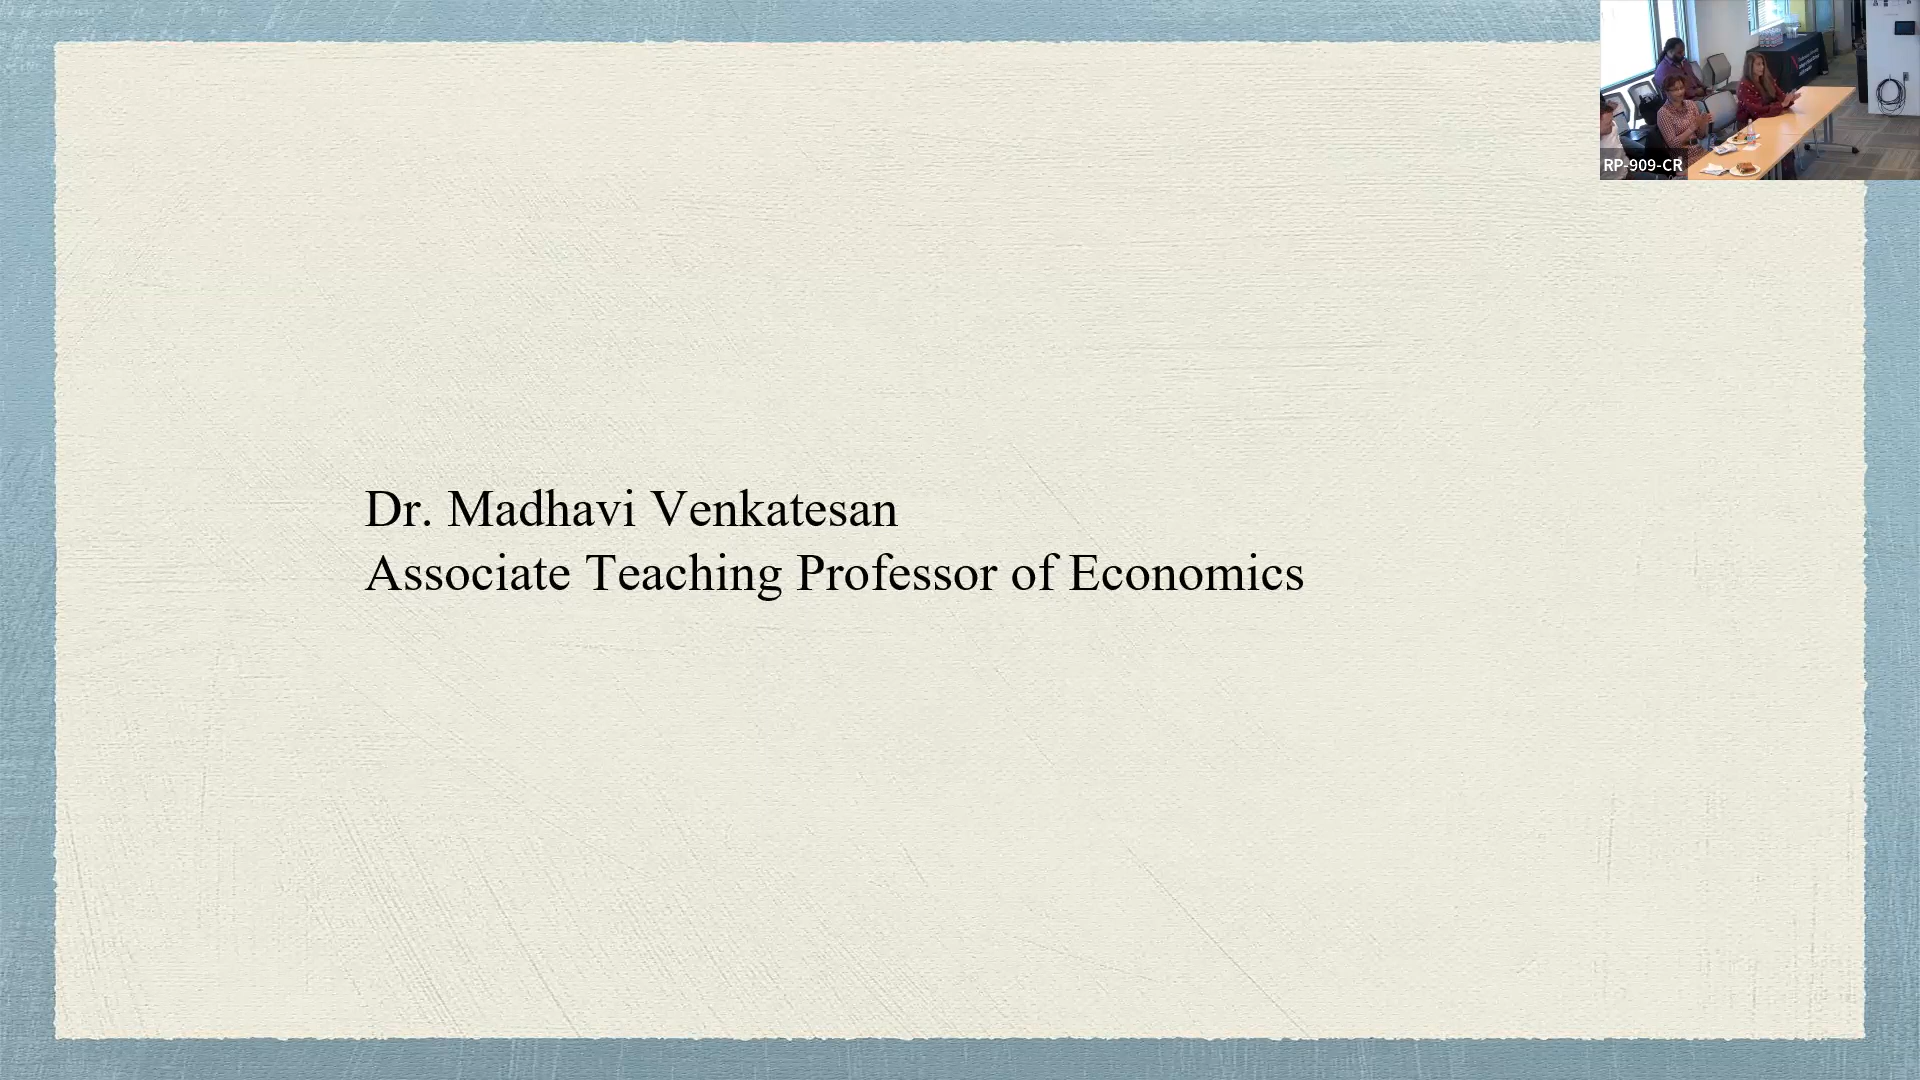 Dr. Madhavi Venkatesan
Associate Teaching Professor of Economics
RP-909-CR